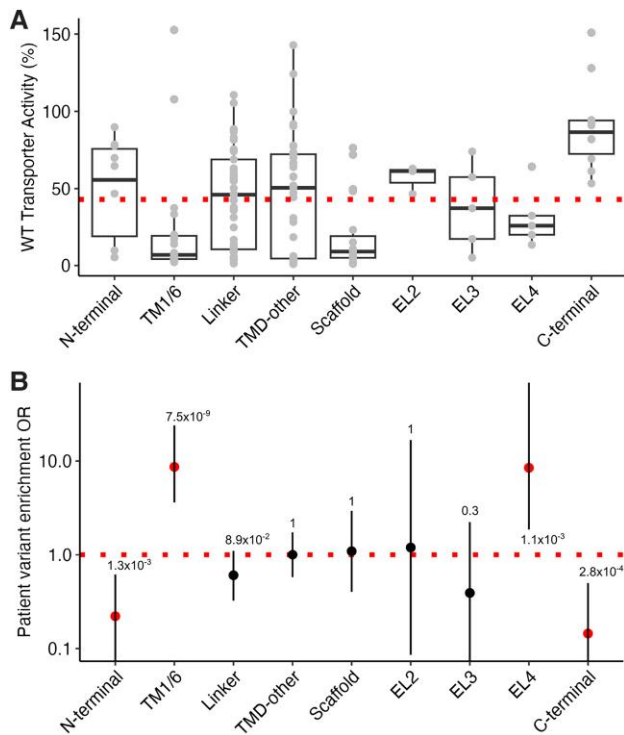 A
WT Transporter Activity (%)
150
100
50
0
N-terminal
TM1/6
Linker
TMD-other
Scaffold
EL2
EL3
EL4
C-terminal
B
Patient variant enrichment OR
10.0
1.0
0.1
1.3x10⁻³
7.5x10⁻⁹
8.9x10⁻²
1
1
1
0.3
1.1x10⁻³
2.8x10⁻⁴
N-terminal
TM1/6
Linker
TMD-other
Scaffold
EL2
EL3
EL4
C-terminal